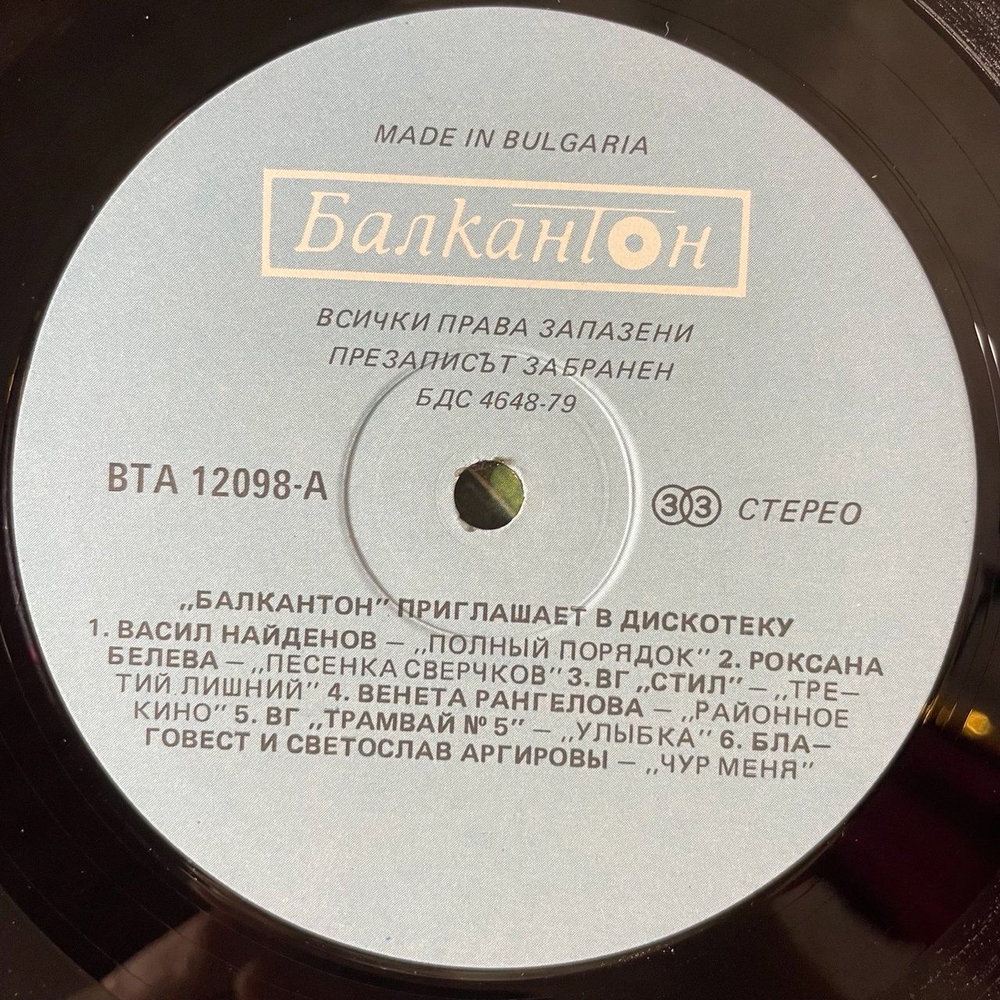 MADE IN BULGARIA
Балкантон
ВСИЧКИ ПРАВА ЗАПАЗЕНИ
ПРЕЗАПИСЪТ ЗАБРАНЕН
БДС 4648-79
ВТА 12098-А
33 СТЕРЕО
„БАЛКАНТОН" ПРИГЛАШАЕТ В ДИСКОТЕКУ
1. ВАСИЛ НАЙДЕНОВ – „ПОЛНЫЙ ПОРЯДОК" 2. РОКСАНА
БЕЛЕВА – „ПЕСЕНКА СВЕРЧКОВ" 3. ВГ „СТИЛ" – „ТРЕ–
ТИЙ ЛИШНИЙ" 4. ВЕНЕТА РАНГЕЛОВА – „РАЙОННОЕ
КИНО" 5. ВГ „ТРАМВАЙ № 5" – „УЛЫБКА" 6. БЛА–
ГОВЕСТ И СВЕТОСЛАВ АРГИРОВЫ – „ЧУР МЕНЯ"